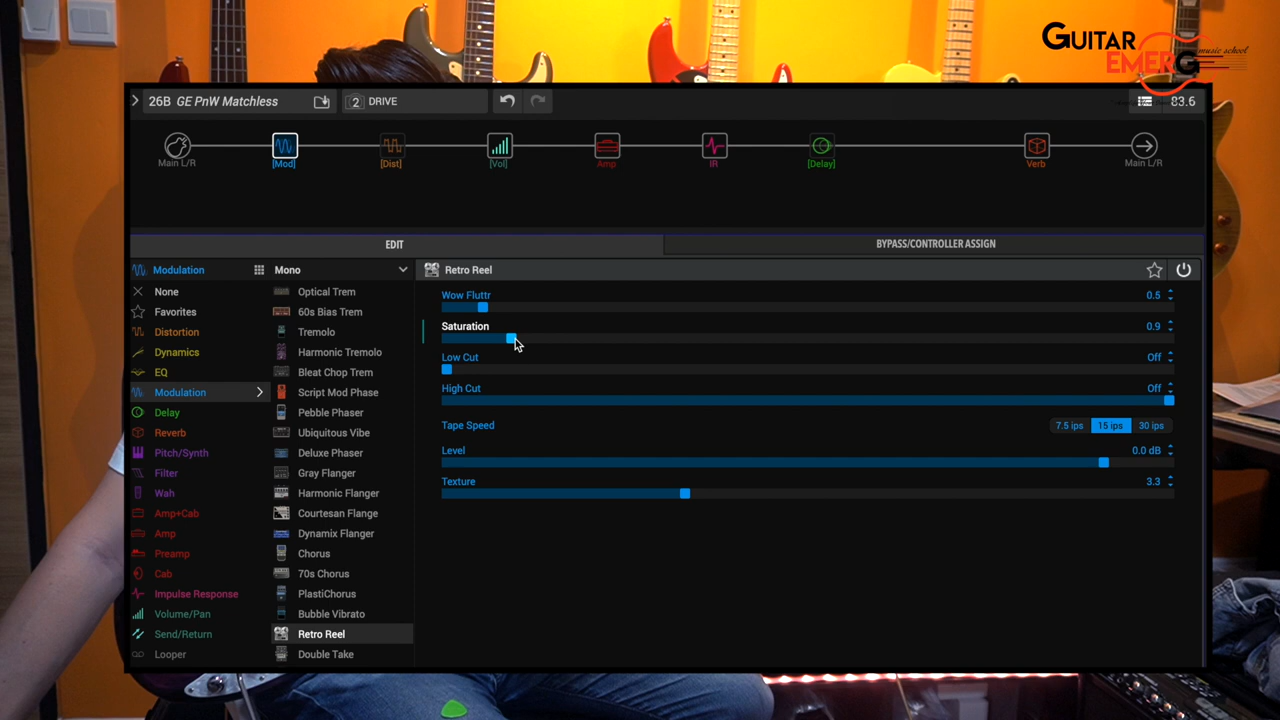 GUITAR
music school
EMERG
26B GE PnW Matchless
2 DRIVE
83.6
Main L/R
[Mod]
[Dist]
[Vol]
Amp
IR
[Delay]
Verb
Main L/R
EDIT
BYPASS/CONTROLLER ASSIGN
Modulation
Mono
Retro Reel
None
Favorites
Distortion
Dynamics
EQ
Modulation
Delay
Reverb
Pitch/Synth
Filter
Wah
Amp+Cab
Amp
Preamp
Cab
Impulse Response
Volume/Pan
Send/Return
Looper
Optical Trem
60s Bias Trem
Tremolo
Harmonic Tremolo
Bleat Chop Trem
Script Mod Phase
Pebble Phaser
Ubiquitous Vibe
Deluxe Phaser
Gray Flanger
Harmonic Flanger
Courtesan Flange
Dynamix Flanger
Chorus
70s Chorus
PlastiChorus
Bubble Vibrato
Retro Reel
Double Take
Wow Fluttr 0.5
Saturation 0.9
Low Cut Off
High Cut Off
Tape Speed 7.5 ips 15 ips 30 ips
Level 0.0 dB
Texture 3.3